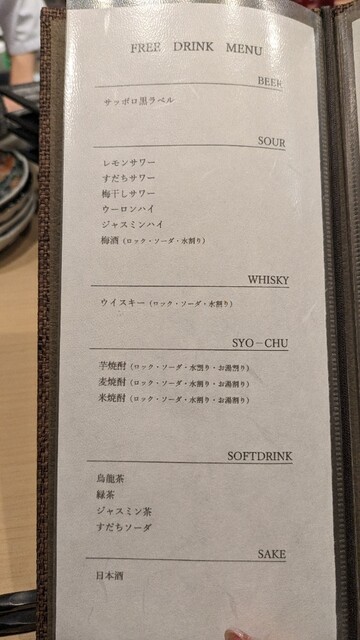 FREE DRINK MENU
BEER
サッポロ黒ラベル
SOUR
レモンサワー
すだちサワー
梅干しサワー
ウーロンハイ
ジャスミンハイ
梅酒（ロック・ソーダ・水割り）
WHISKY
ウイスキー（ロック・ソーダ・水割り）
SYO－CHU
芋焼酎（ロック・ソーダ・水割り・お湯割り）
麦焼酎（ロック・ソーダ・水割り・お湯割り）
米焼酎（ロック・ソーダ・水割り・お湯割り）
SOFTDRINK
烏龍茶
緑茶
ジャスミン茶
すだちソーダ
SAKE
日本酒